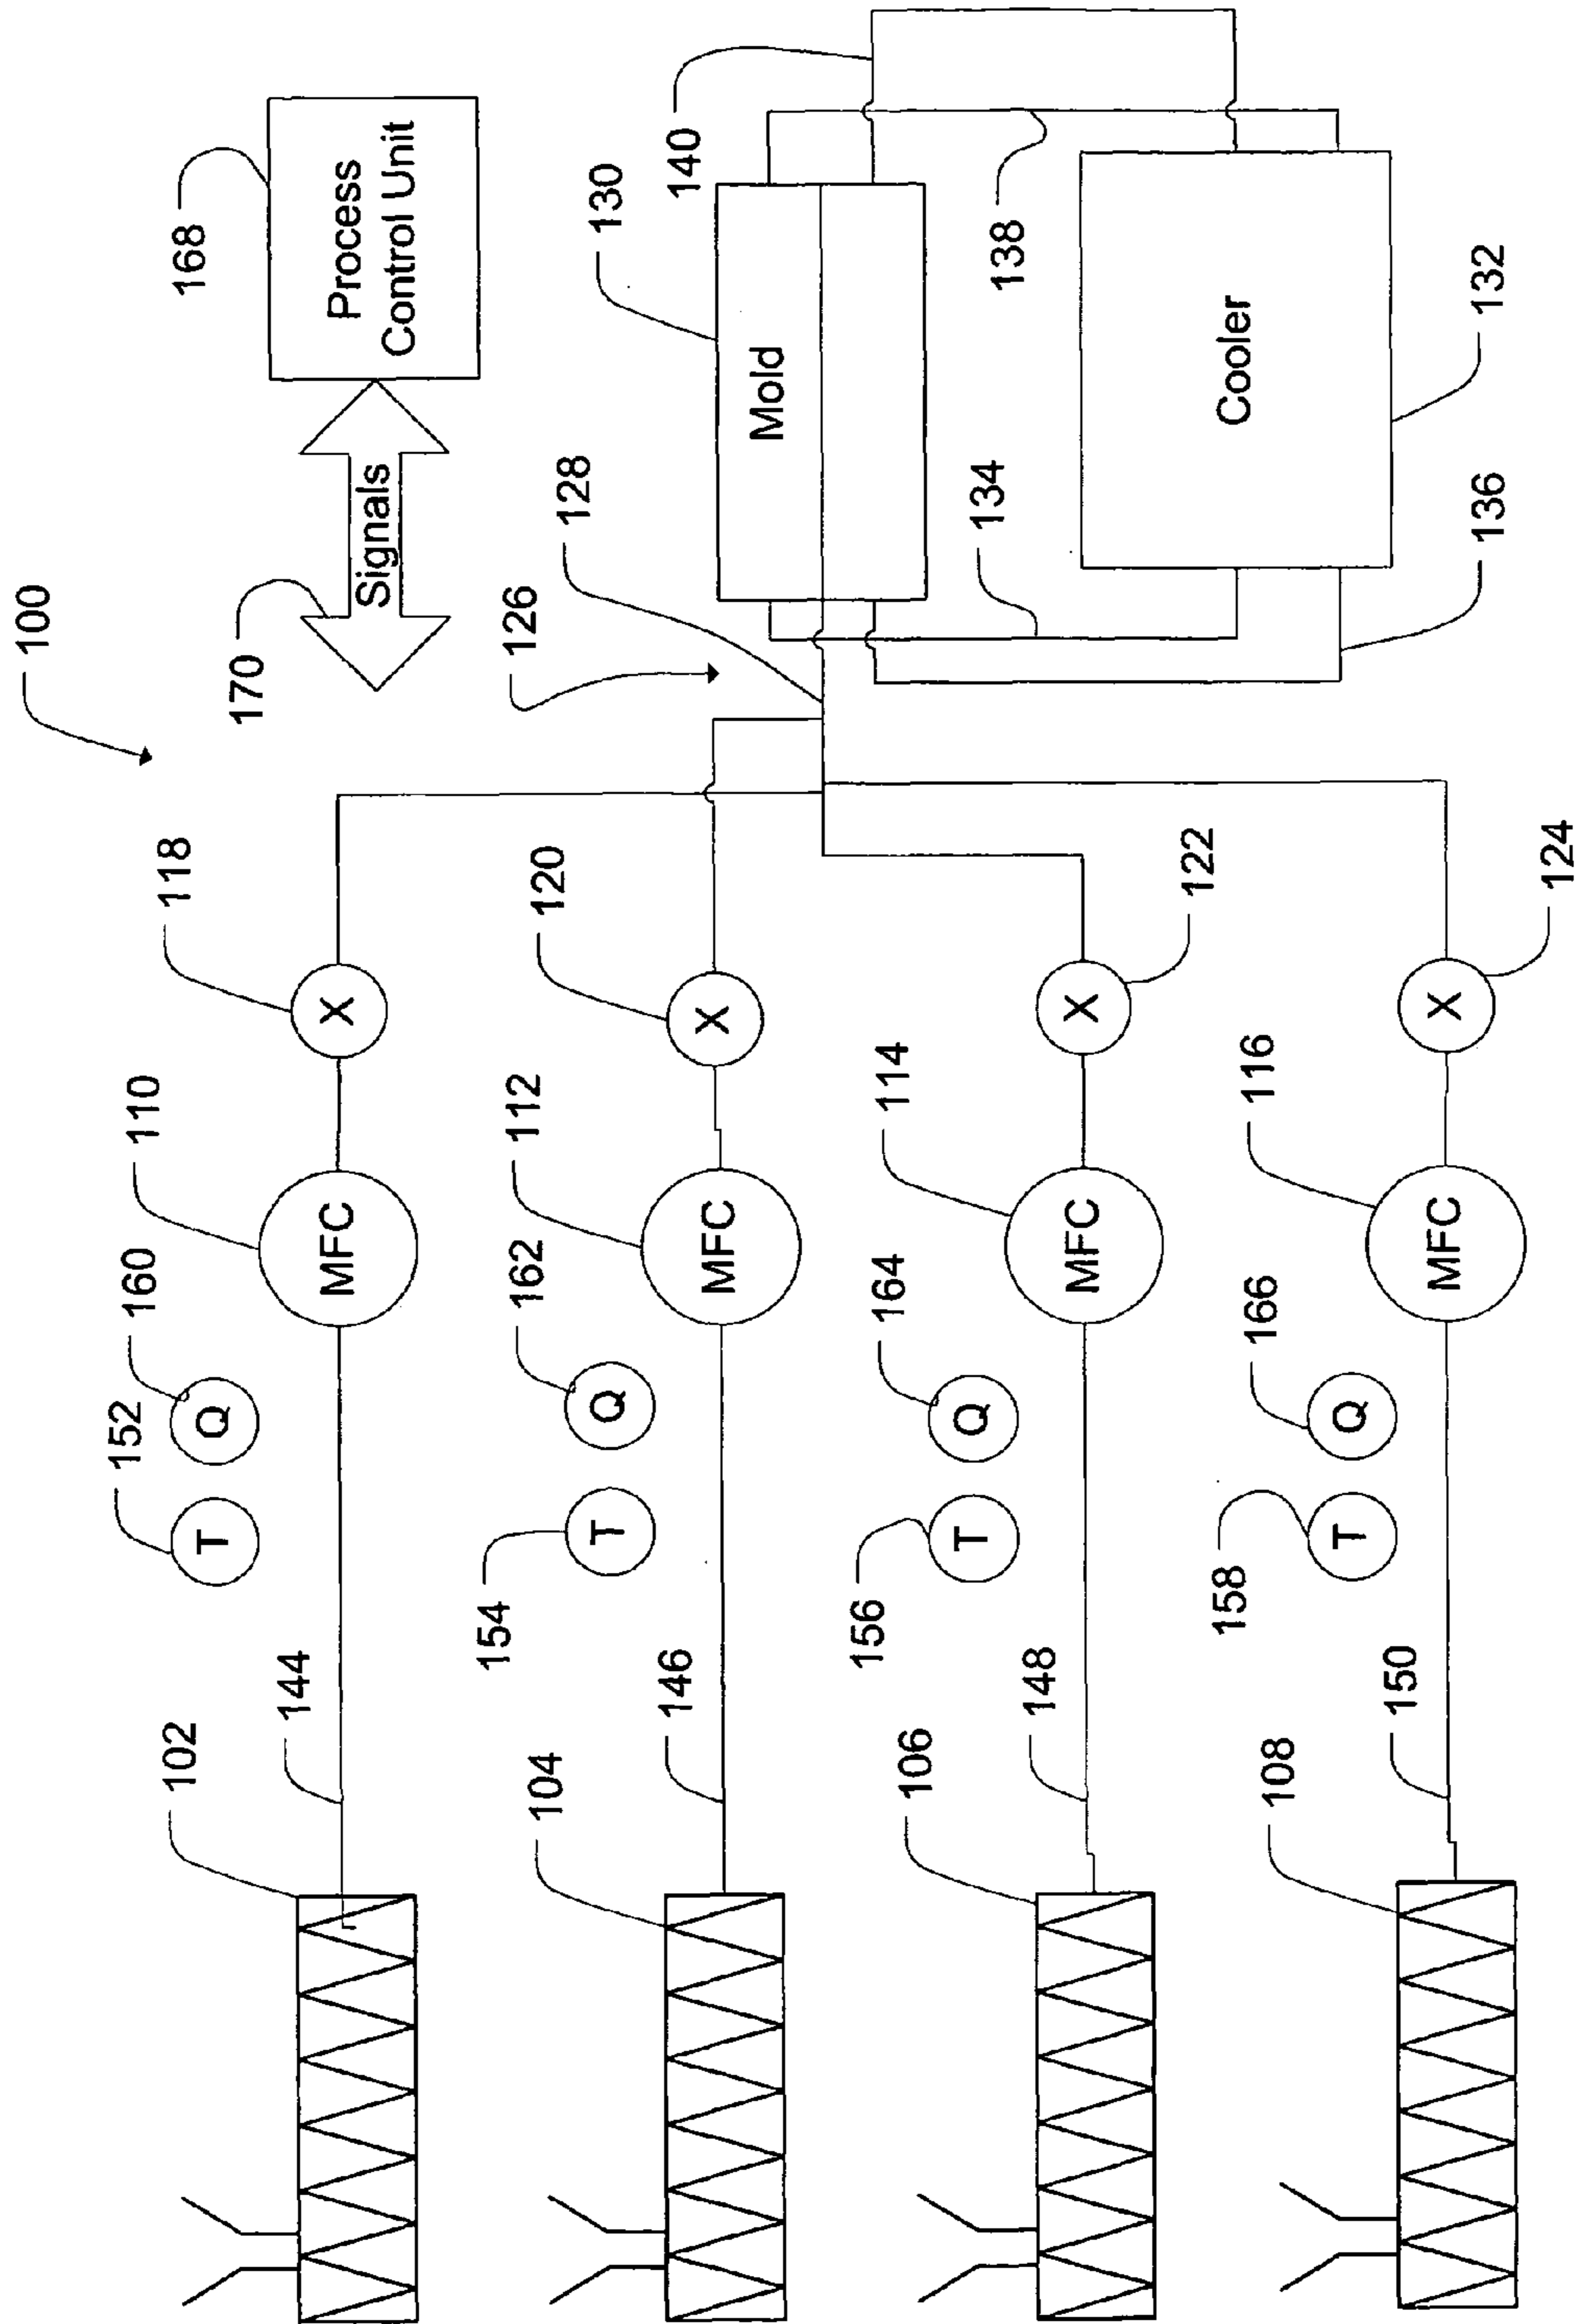 100
168
Process
Control Unit
170
Signals
118
110
160
152
Q
T
MFC
X
144
102
126
128
130
140
Mold
120
112
162
154
Q
T
MFC
X
146
104
134
138
Cooler
132
136
122
114
164
156
Q
T
MFC
X
148
106
124
116
166
158
Q
T
MFC
X
150
108